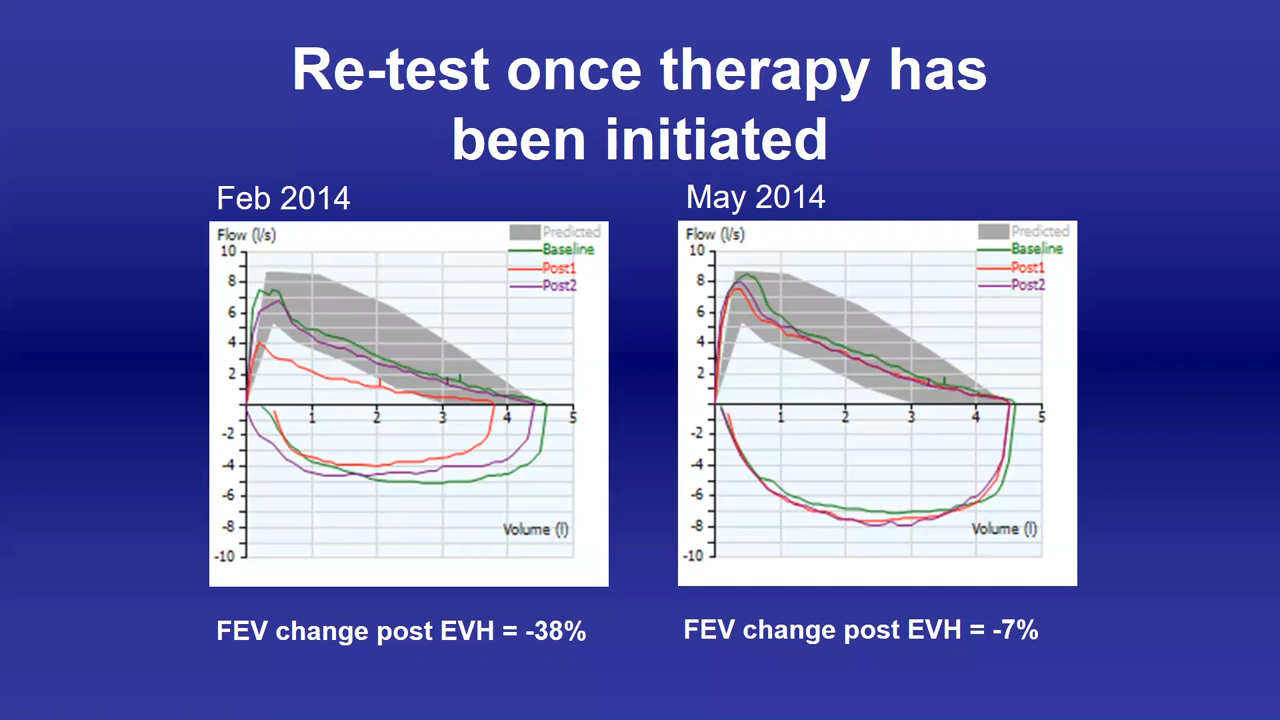 Re-test once therapy has
been initiated
Feb 2014
Flow (l/s)
Predicted
Baseline
Post1
Post2
10
8
6
4
2
1
2
3
4
5
-2
-4
-6
-8
-10
Volume (l)
FEV change post EVH = -38%
May 2014
Flow (l/s)
Predicted
Baseline
Post1
Post2
10
8
6
4
2
1
2
3
4
5
-2
-4
-6
-8
-10
Volume (l)
FEV change post EVH = -7%